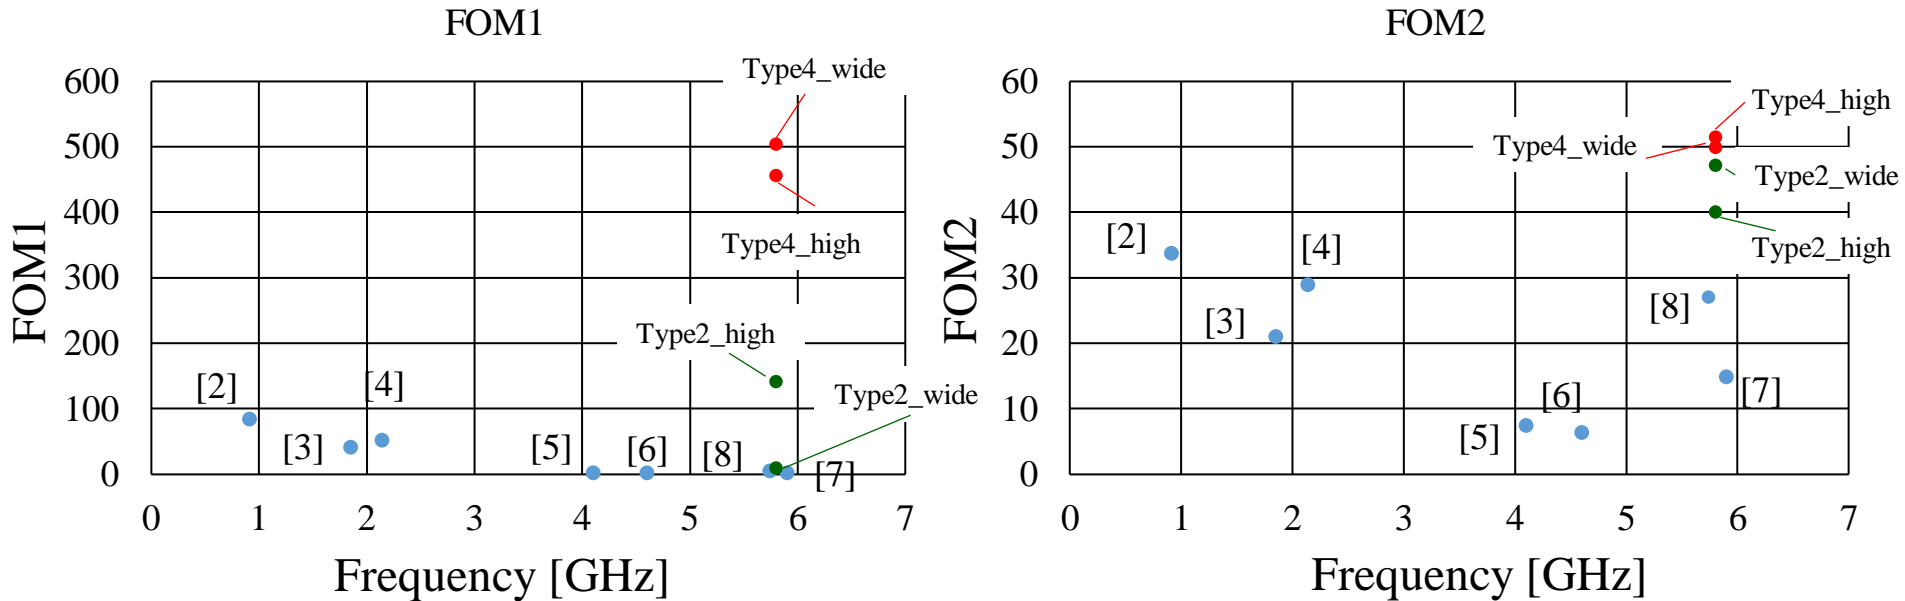 FOM1
600
500
400
300
200
100
0
FOM1
Type4_wide
Type4_high
Type2_high
Type2_wide
[2]
[3]
[4]
[5]
[6]
[8]
[7]
0 1 2 3 4 5 6 7
Frequency [GHz]
FOM2
60
50
40
30
20
10
0
FOM2
Type4_high
Type4_wide
Type2_wide
Type2_high
[2]
[4]
[3]
[8]
[6]
[7]
[5]
0 1 2 3 4 5 6 7
Frequency [GHz]